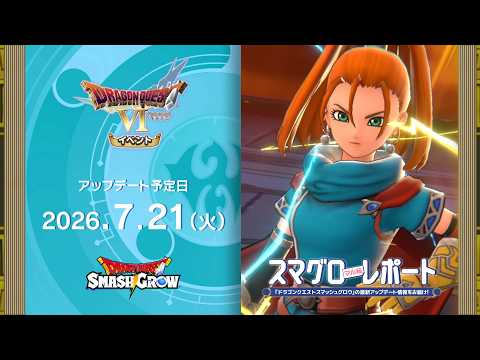 DRAGON QUEST
VI
イベント
アップデート予定日
2026.7.21(火)
DRAGON QUEST
SMASH GROW
スマグロ マル秘 レポート
「ドラゴンクエストスマッシュグロウ」の最新アップデート情報をお届け!